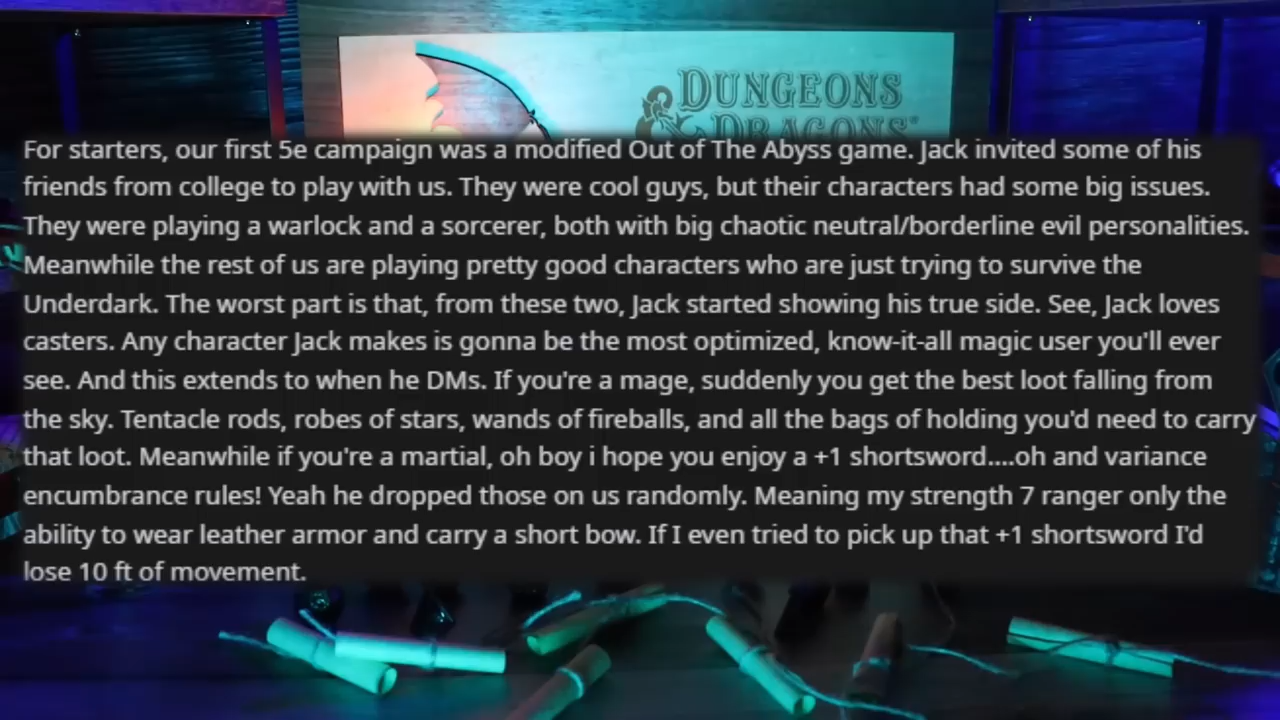 DUNGEONS
& DRAGONS
For starters, our first 5e campaign was a modified Out of The Abyss game. Jack invited some of his
friends from college to play with us. They were cool guys, but their characters had some big issues.
They were playing a warlock and a sorcerer, both with big chaotic neutral/borderline evil personalities.
Meanwhile the rest of us are playing pretty good characters who are just trying to survive the
Underdark. The worst part is that, from these two, Jack started showing his true side. See, Jack loves
casters. Any character Jack makes is gonna be the most optimized, know-it-all magic user you'll ever
see. And this extends to when he DMs. If you're a mage, suddenly you get the best loot falling from
the sky. Tentacle rods, robes of stars, wands of fireballs, and all the bags of holding you'd need to carry
that loot. Meanwhile if you're a martial, oh boy i hope you enjoy a +1 shortsword....oh and variance
encumbrance rules! Yeah he dropped those on us randomly. Meaning my strength 7 ranger only the
ability to wear leather armor and carry a short bow. If I even tried to pick up that +1 shortsword I'd
lose 10 ft of movement.